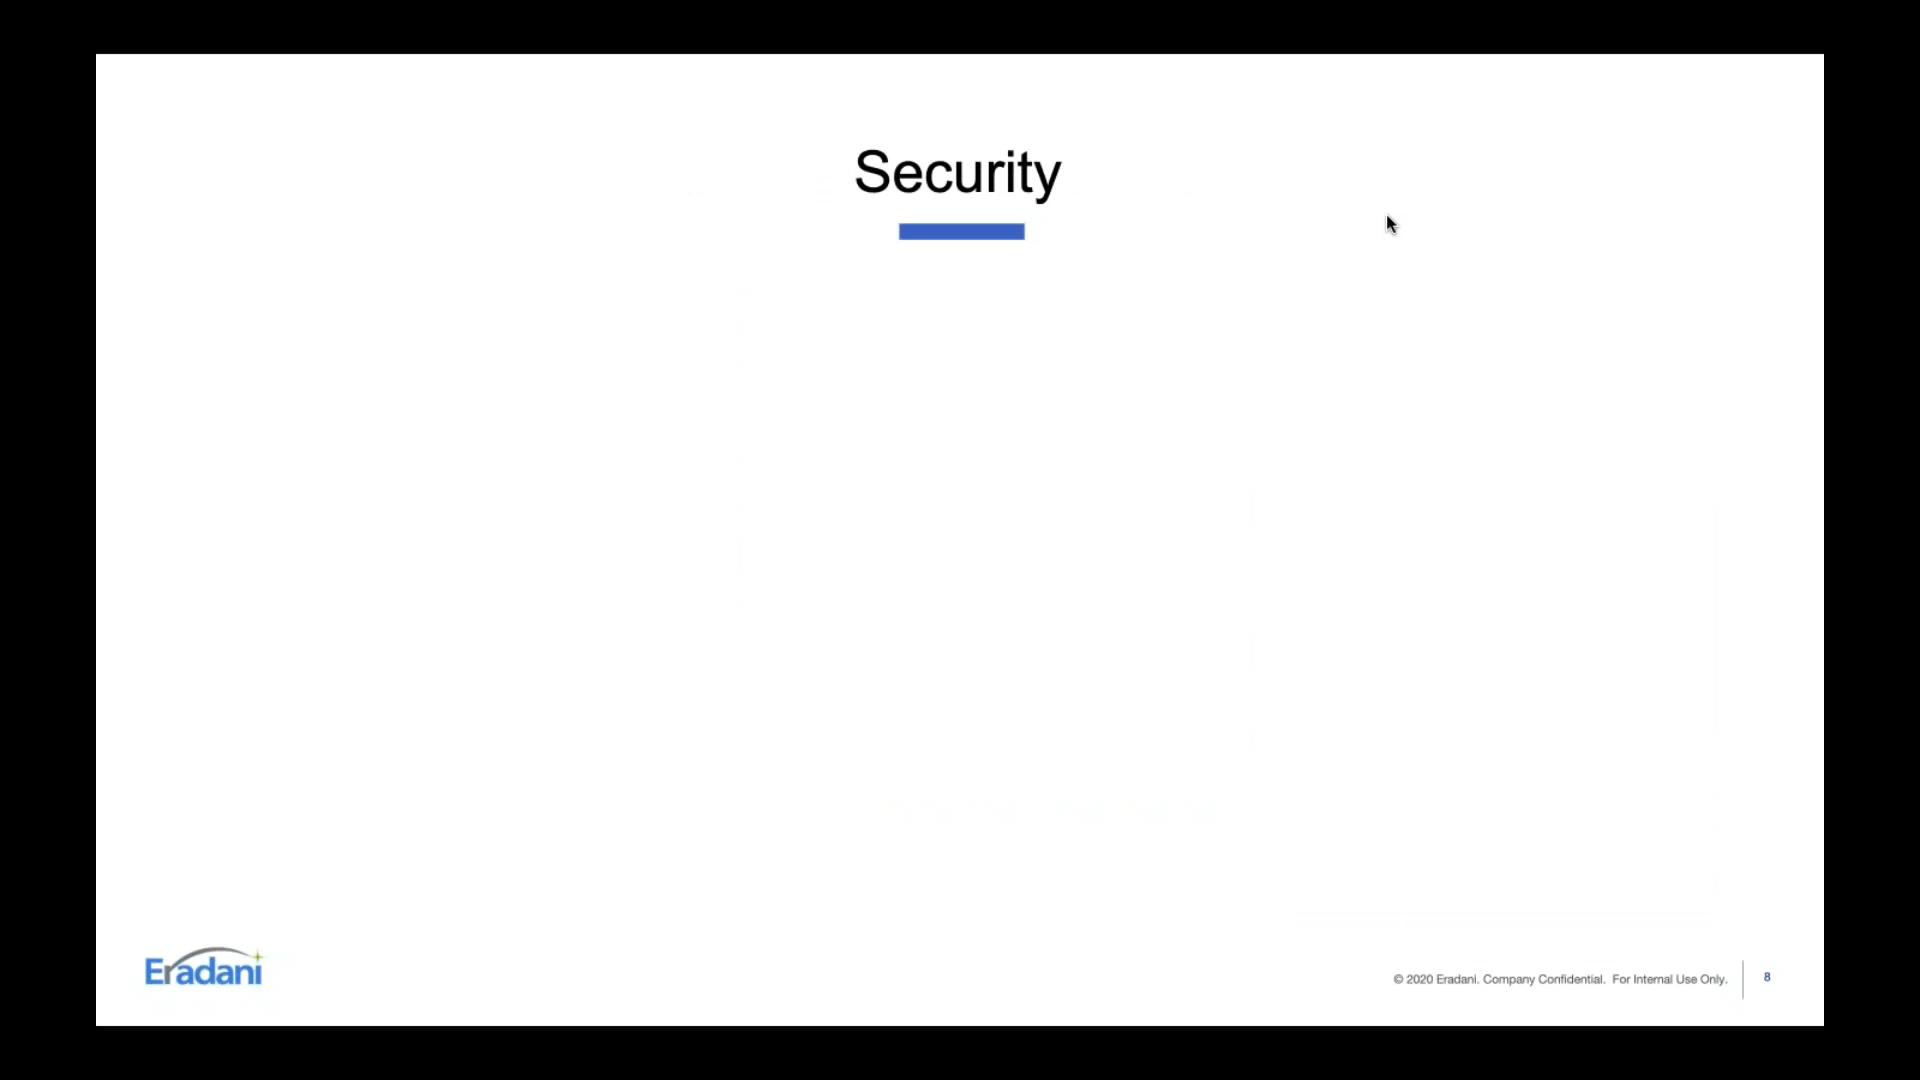 Security
Eradani
© 2020 Eradani. Company Confidential. For Internal Use Only.
8